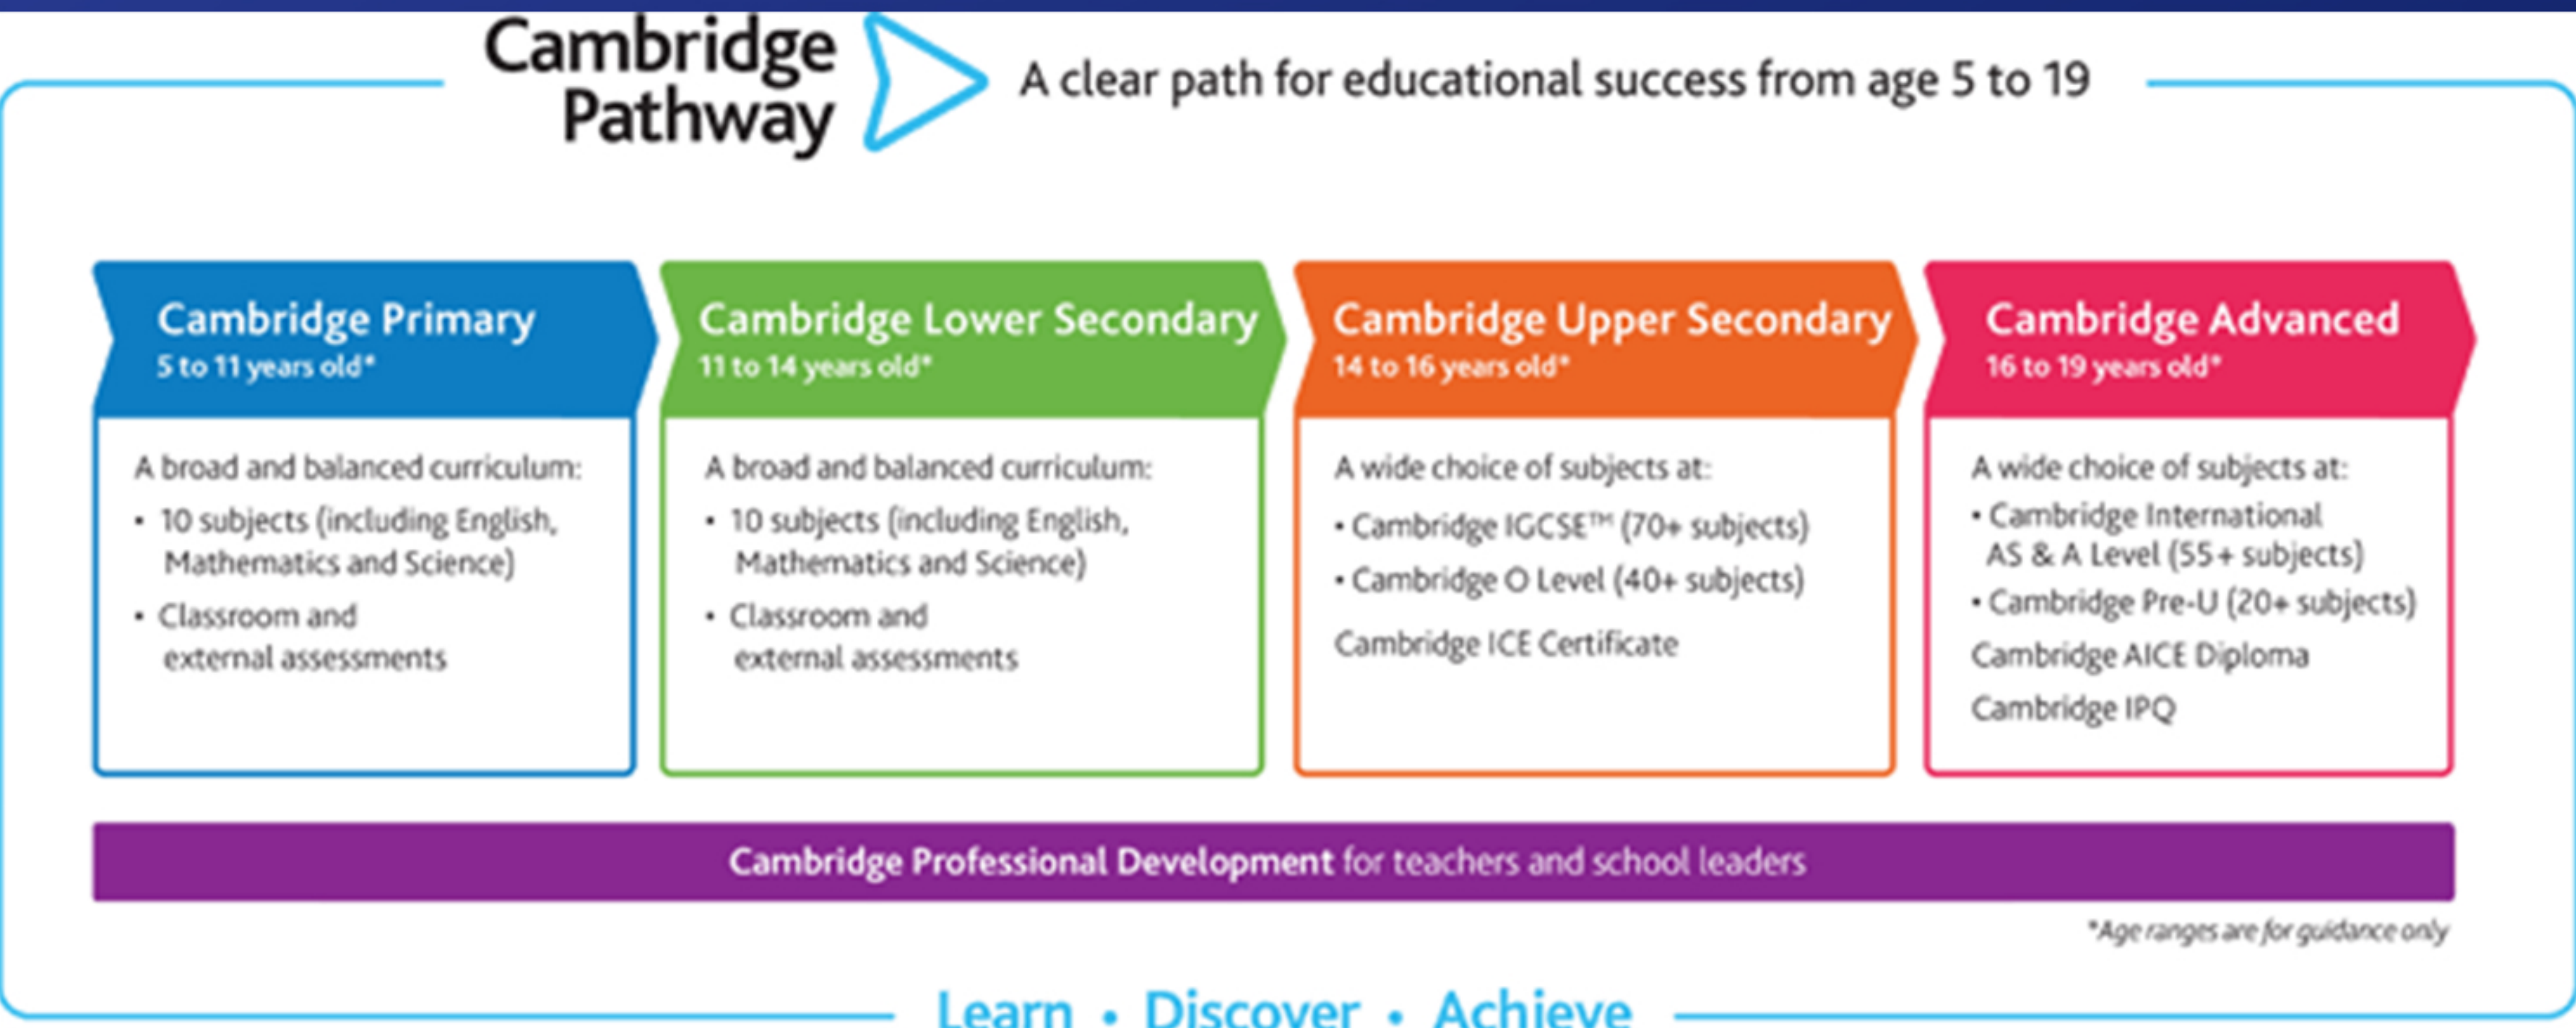 Cambridge
Pathway
A clear path for educational success from age 5 to 19
Cambridge Primary
5 to 11 years old*
A broad and balanced curriculum:
• 10 subjects (including English,
Mathematics and Science)
• Classroom and
external assessments
Cambridge Lower Secondary
11 to 14 years old*
A broad and balanced curriculum:
• 10 subjects (including English,
Mathematics and Science)
• Classroom and
external assessments
Cambridge Upper Secondary
14 to 16 years old*
A wide choice of subjects at:
• Cambridge IGCSE™ (70+ subjects)
• Cambridge O Level (40+ subjects)
Cambridge ICE Certificate
Cambridge Advanced
16 to 19 years old*
A wide choice of subjects at:
• Cambridge International
AS & A Level (55+ subjects)
• Cambridge Pre-U (20+ subjects)
Cambridge AICE Diploma
Cambridge IPQ
Cambridge Professional Development for teachers and school leaders
*Age ranges are for guidance only
Learn • Discover • Achieve